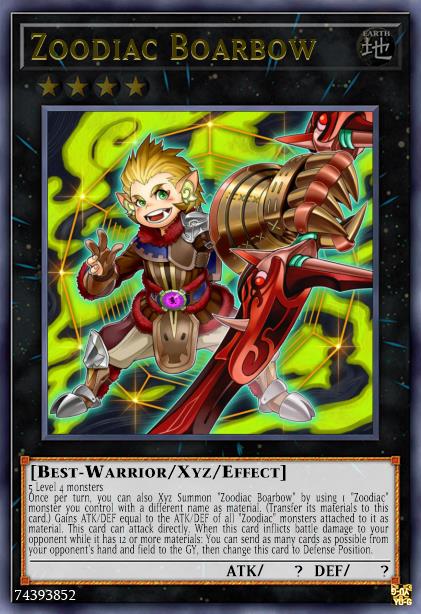 Zoodiac Boarbow
EARTH
地
[Best-Warrior/Xyz/Effect]
5 Level 4 monsters
Once per turn, you can also Xyz Summon "Zoodiac Boarbow" by using 1 "Zoodiac"
monster you control with a different name as material. (Transfer its materials to this
card.) Gains ATK/DEF equal to the ATK/DEF of all "Zoodiac" monsters attached to it as
material. This card can attack directly. When this card inflicts battle damage to your
opponent while it has 12 or more materials: You can send as many cards as possible from
your opponent's hand and field to the GY, then change this card to Defense Position.
ATK/ ? DEF/ ?
74393852